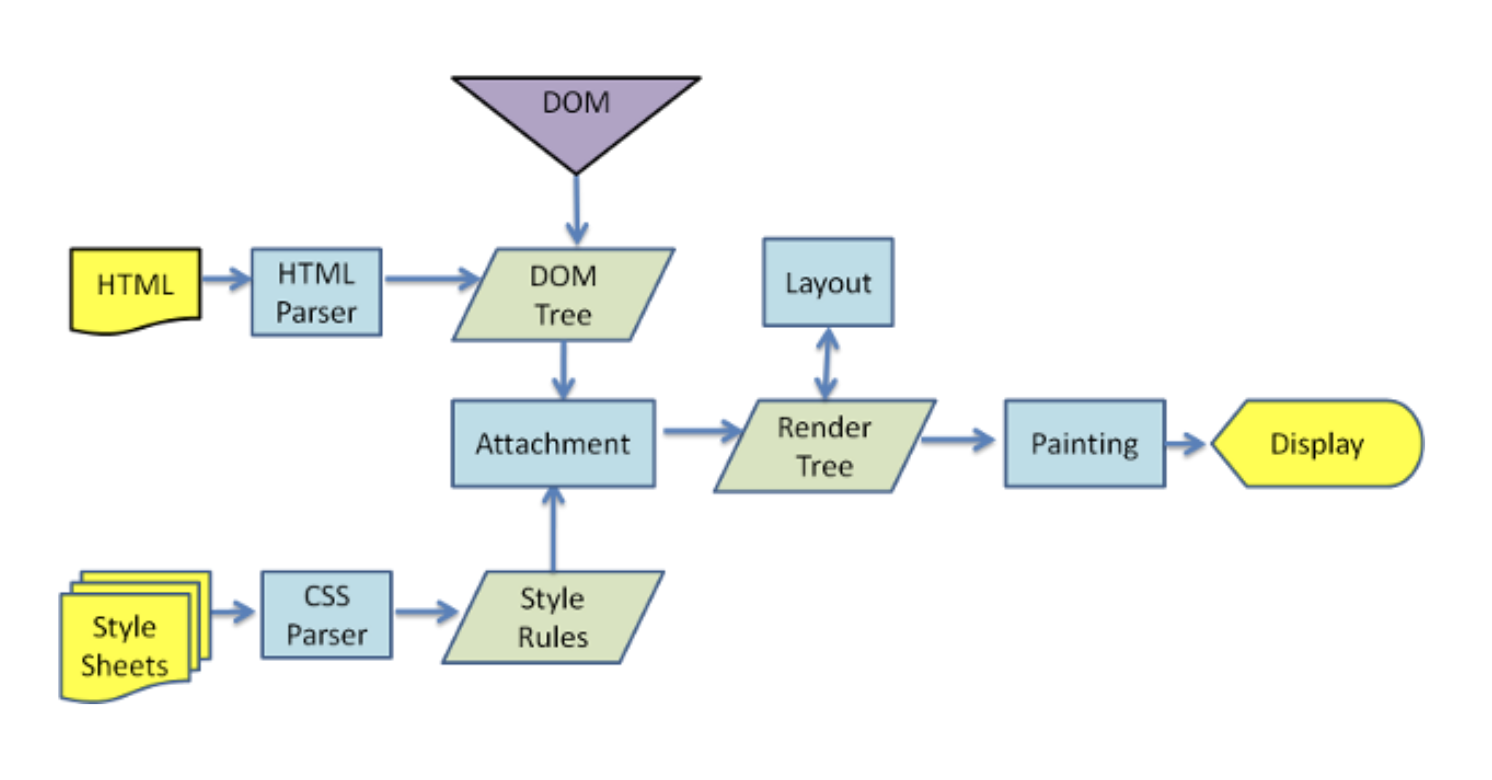 DOM
HTML
HTML
Parser
DOM
Tree
Layout
Attachment
Render
Tree
Painting
Display
Style
Sheets
CSS
Parser
Style
Rules